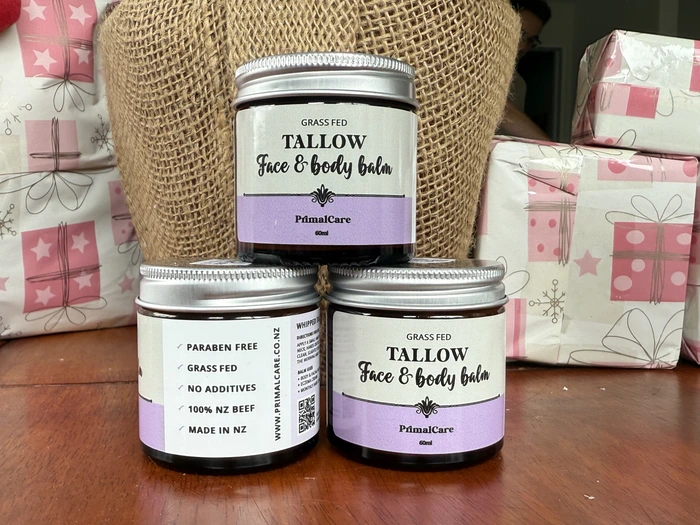 GRASS FED
TALLOW
Face & body balm
PrimalCare
60ml
PARABEN FREE
GRASS FED
NO ADDITIVES
100% NZ BEEF
MADE IN NZ
WWW.PRIMALCARE.CO.NZ
WHIPPED
GRASS FED
TALLOW
Face & body balm
PrimalCare
60ml